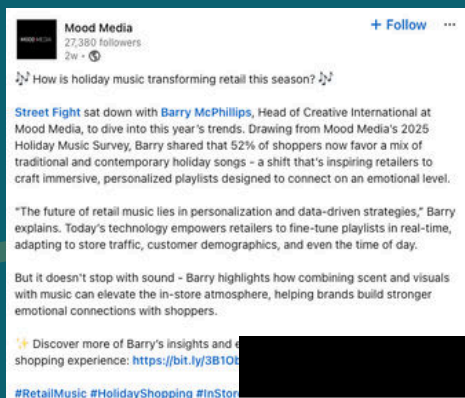 MOOD MEDIA
Mood Media
+ Follow ...
27,380 followers
2w •
How is holiday music transforming retail this season?
Street Fight sat down with Barry McPhillips, Head of Creative International at
Mood Media, to dive into this year's trends. Drawing from Mood Media's 2025
Holiday Music Survey, Barry shared that 52% of shoppers now favor a mix of
traditional and contemporary holiday songs – a shift that's inspiring retailers to
craft immersive, personalized playlists designed to connect on an emotional level.
"The future of retail music lies in personalization and data-driven strategies," Barry
explains. Today's technology empowers retailers to fine-tune playlists in real-time,
adapting to store traffic, customer demographics, and even the time of day.
But it doesn't stop with sound – Barry highlights how combining scent and visuals
with music can elevate the in-store atmosphere, helping brands build stronger
emotional connections with shoppers.
Discover more of Barry's insights and
shopping experience: https://bit.ly/3B1Ob
#RetailMusic #HolidayShopping #InStor